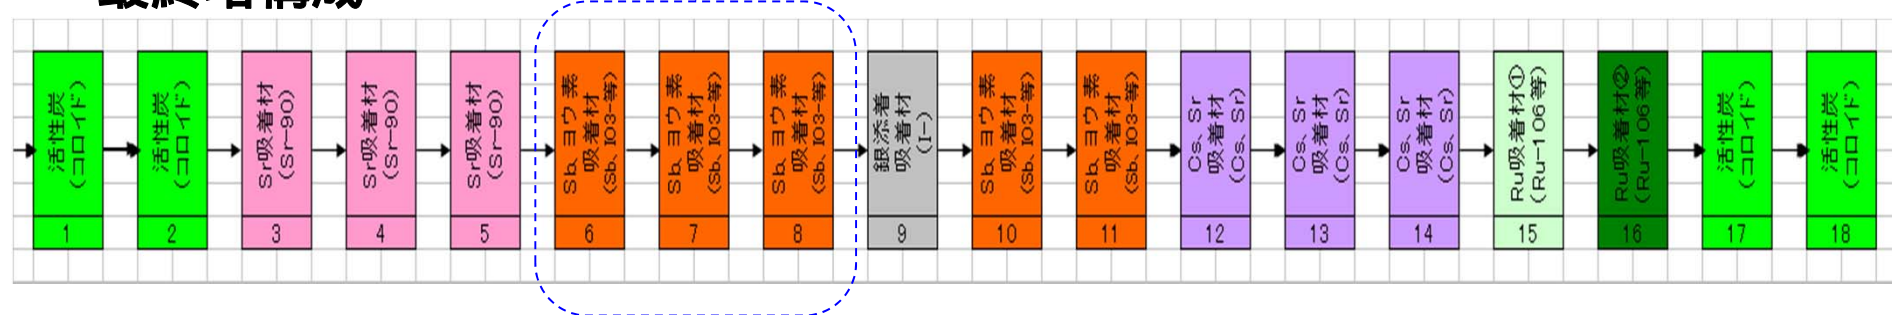 最終塔構成
活性炭
(コロイド)
1
活性炭
(コロイド)
2
Sr吸着材
(Sr-90)
3
Sr吸着材
(Sr-90)
4
Sr吸着材
(Sr-90)
5
Sb、ヨウ素
吸着材
(Sb、IO3-等)
6
Sb、ヨウ素
吸着材
(Sb、IO3-等)
7
Sb、ヨウ素
吸着材
(Sb、IO3-等)
8
銀添着
吸着材
(I-)
9
Sb、ヨウ素
吸着材
(Sb、IO3-等)
10
Sb、ヨウ素
吸着材
(Sb、IO3-等)
11
Cs、Sr
吸着材
(Cs、Sr)
12
Cs、Sr
吸着材
(Cs、Sr)
13
Cs、Sr
吸着材
(Cs、Sr)
14
Ru吸着材①
(Ru-106等)
15
Ru吸着材②
(Ru-106等)
16
活性炭
(コロイド)
17
活性炭
(コロイド)
18